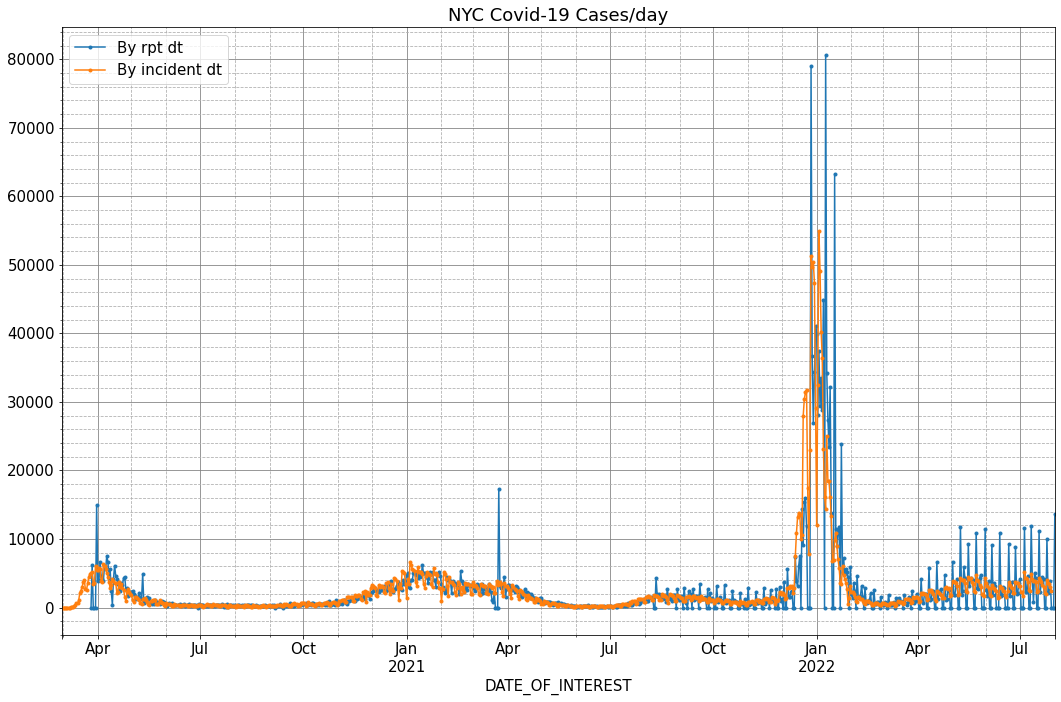 NYC Covid-19 Cases/day
By rpt dt
By incident dt
80000
70000
60000
50000
40000
30000
20000
10000
0
Apr Jul Oct Jan Apr Jul Oct Jan Apr Jul
2021 2022
DATE_OF_INTEREST